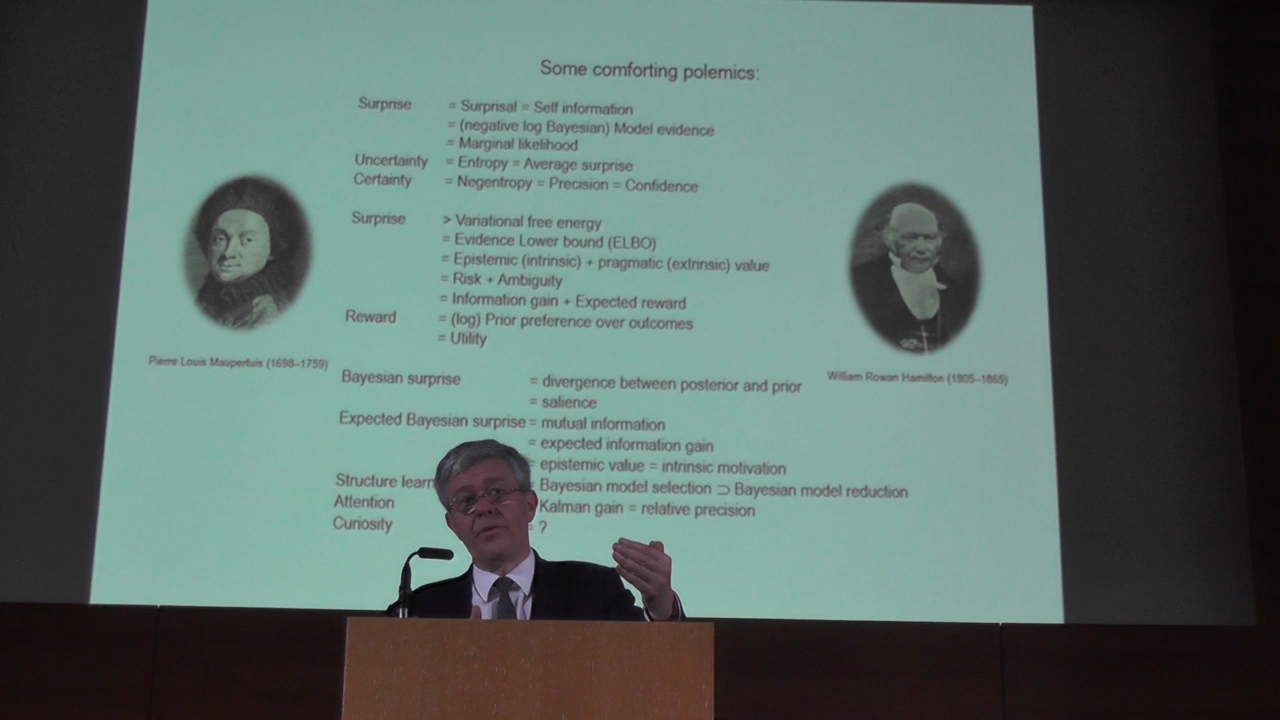 Some comforting polemics:
Surprise = Surprisal = Self information
= (negative log Bayesian) Model evidence
= Marginal likelihood
Uncertainty = Entropy = Average surprise
Certainty = Negentropy = Precision = Confidence
Surprise > Variational free energy
= Evidence Lower bound (ELBO)
= Epistemic (intrinsic) + pragmatic (extrinsic) value
= Risk + Ambiguity
= Information gain + Expected reward
Reward = (log) Prior preference over outcomes
= Utility
Pierre Louis Maupertuis (1698–1759)
William Rowan Hamilton (1805–1865)
Bayesian surprise = divergence between posterior and prior
= salience
Expected Bayesian surprise = mutual information
= expected information gain
= epistemic value = intrinsic motivation
Structure learn = Bayesian model selection ⊃ Bayesian model reduction
Attention Kalman gain = relative precision
Curiosity = ?